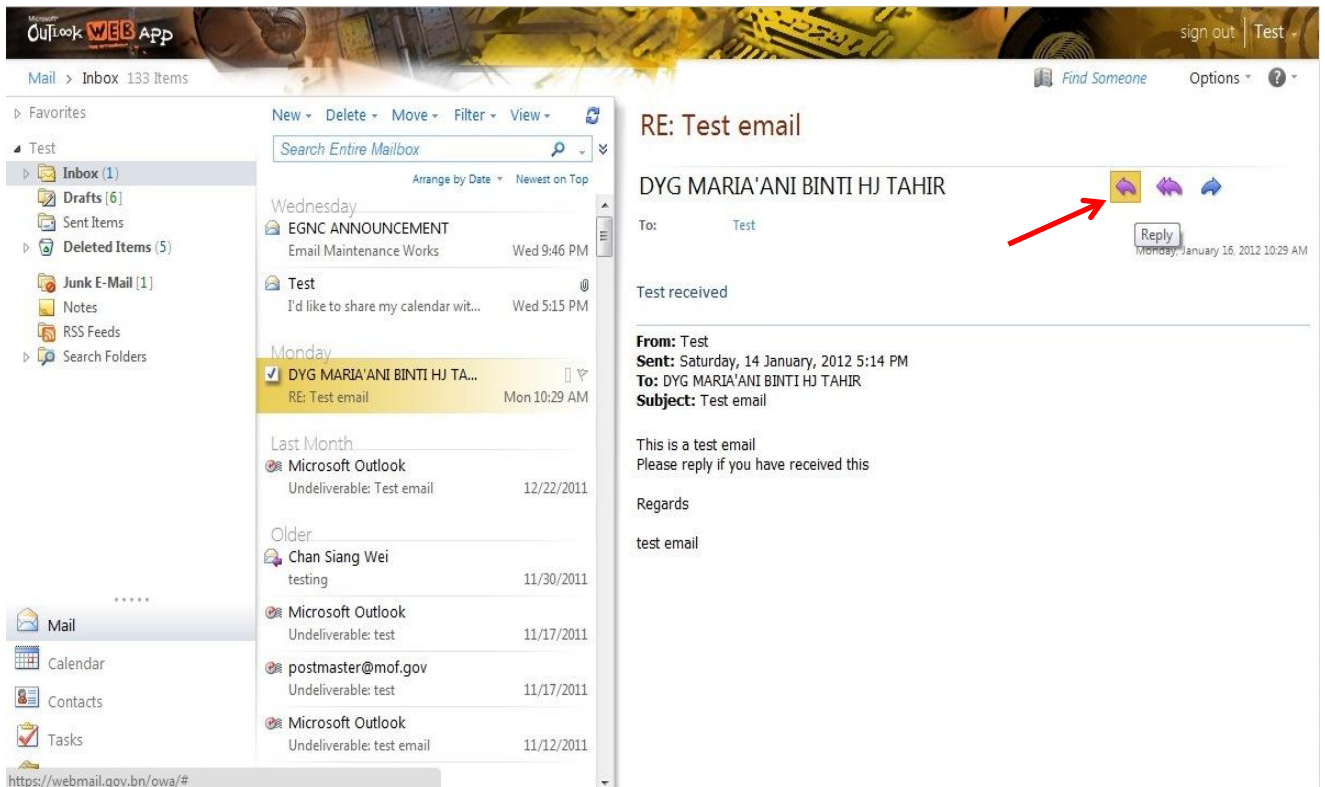 Microsoft
Outlook WEB App
sign out | Test
Mail > Inbox 133 Items
Find Someone Options
Favorites
Test
Inbox (1)
Drafts [6]
Sent Items
Deleted Items (5)
Junk E-Mail [1]
Notes
RSS Feeds
Search Folders
Mail
Calendar
Contacts
Tasks
https://webmail.gov.bn/owa/#
New Delete Move Filter View
Search Entire Mailbox
Arrange by Date Newest on Top
Wednesday
EGNC ANNOUNCEMENT
Email Maintenance Works Wed 9:46 PM
Test
I'd like to share my calendar wit... Wed 5:15 PM
Monday
DYG MARIA'ANI BINTI HJ TA...
RE: Test email Mon 10:29 AM
Last Month
Microsoft Outlook
Undeliverable: Test email 12/22/2011
Older
Chan Siang Wei
testing 11/30/2011
Microsoft Outlook
Undeliverable: test 11/17/2011
postmaster@mof.gov
Undeliverable: test 11/17/2011
Microsoft Outlook
Undeliverable: test email 11/12/2011
RE: Test email
DYG MARIA'ANI BINTI HJ TAHIR
To: Test
Reply
Monday, January 16, 2012 10:29 AM
Test received
From: Test
Sent: Saturday, 14 January, 2012 5:14 PM
To: DYG MARIA'ANI BINTI HJ TAHIR
Subject: Test email
This is a test email
Please reply if you have received this
Regards
test email